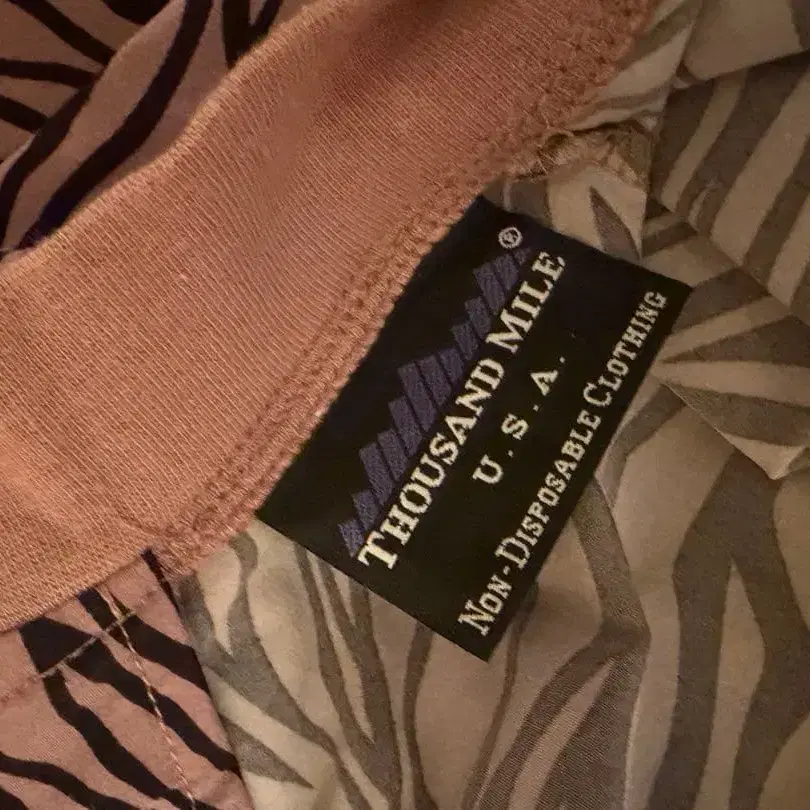 ®
THOUSAND MILE
U.S.A.
NON-DISPOSABLE CLOTHING